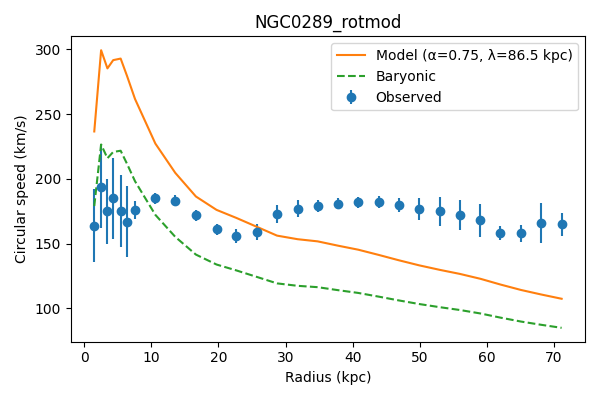 NGC0289_rotmod
Circular speed (km/s)
300
250
200
150
100
Model (α=0.75, λ=86.5 kpc)
Baryonic
Observed
0 10 20 30 40 50 60 70
Radius (kpc)